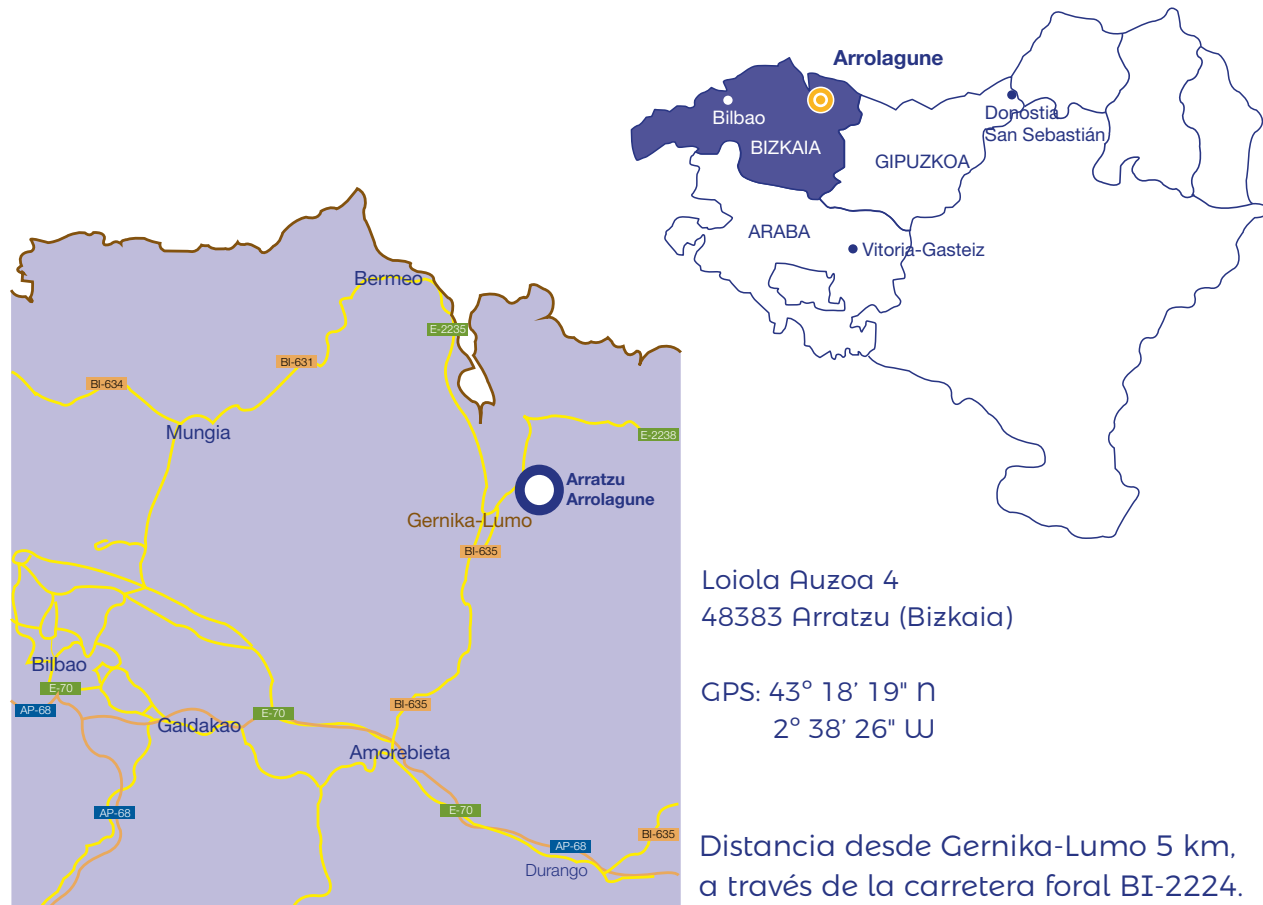 Arrolagune
Bilbao
BIZKAIA
GIPUZKOA
Donostia
San Sebastián
ARABA
Vitoria-Gasteiz
Bermeo
E-2235
BI-631
BI-634
Mungia
E-2238
Arratzu
Arrolagune
Gernika-Lumo
BI-635
Bilbao
E-70
AP-68
Galdakao
E-70
BI-635
Amorebieta
AP-68
E-70
BI-635
AP-68
Durango
Loiola Auzoa 4
48383 Arratzu (Bizkaia)
GPS: 43° 18’ 19" N
2° 38’ 26" W
Distancia desde Gernika-Lumo 5 km,
a través de la carretera foral BI-2224.